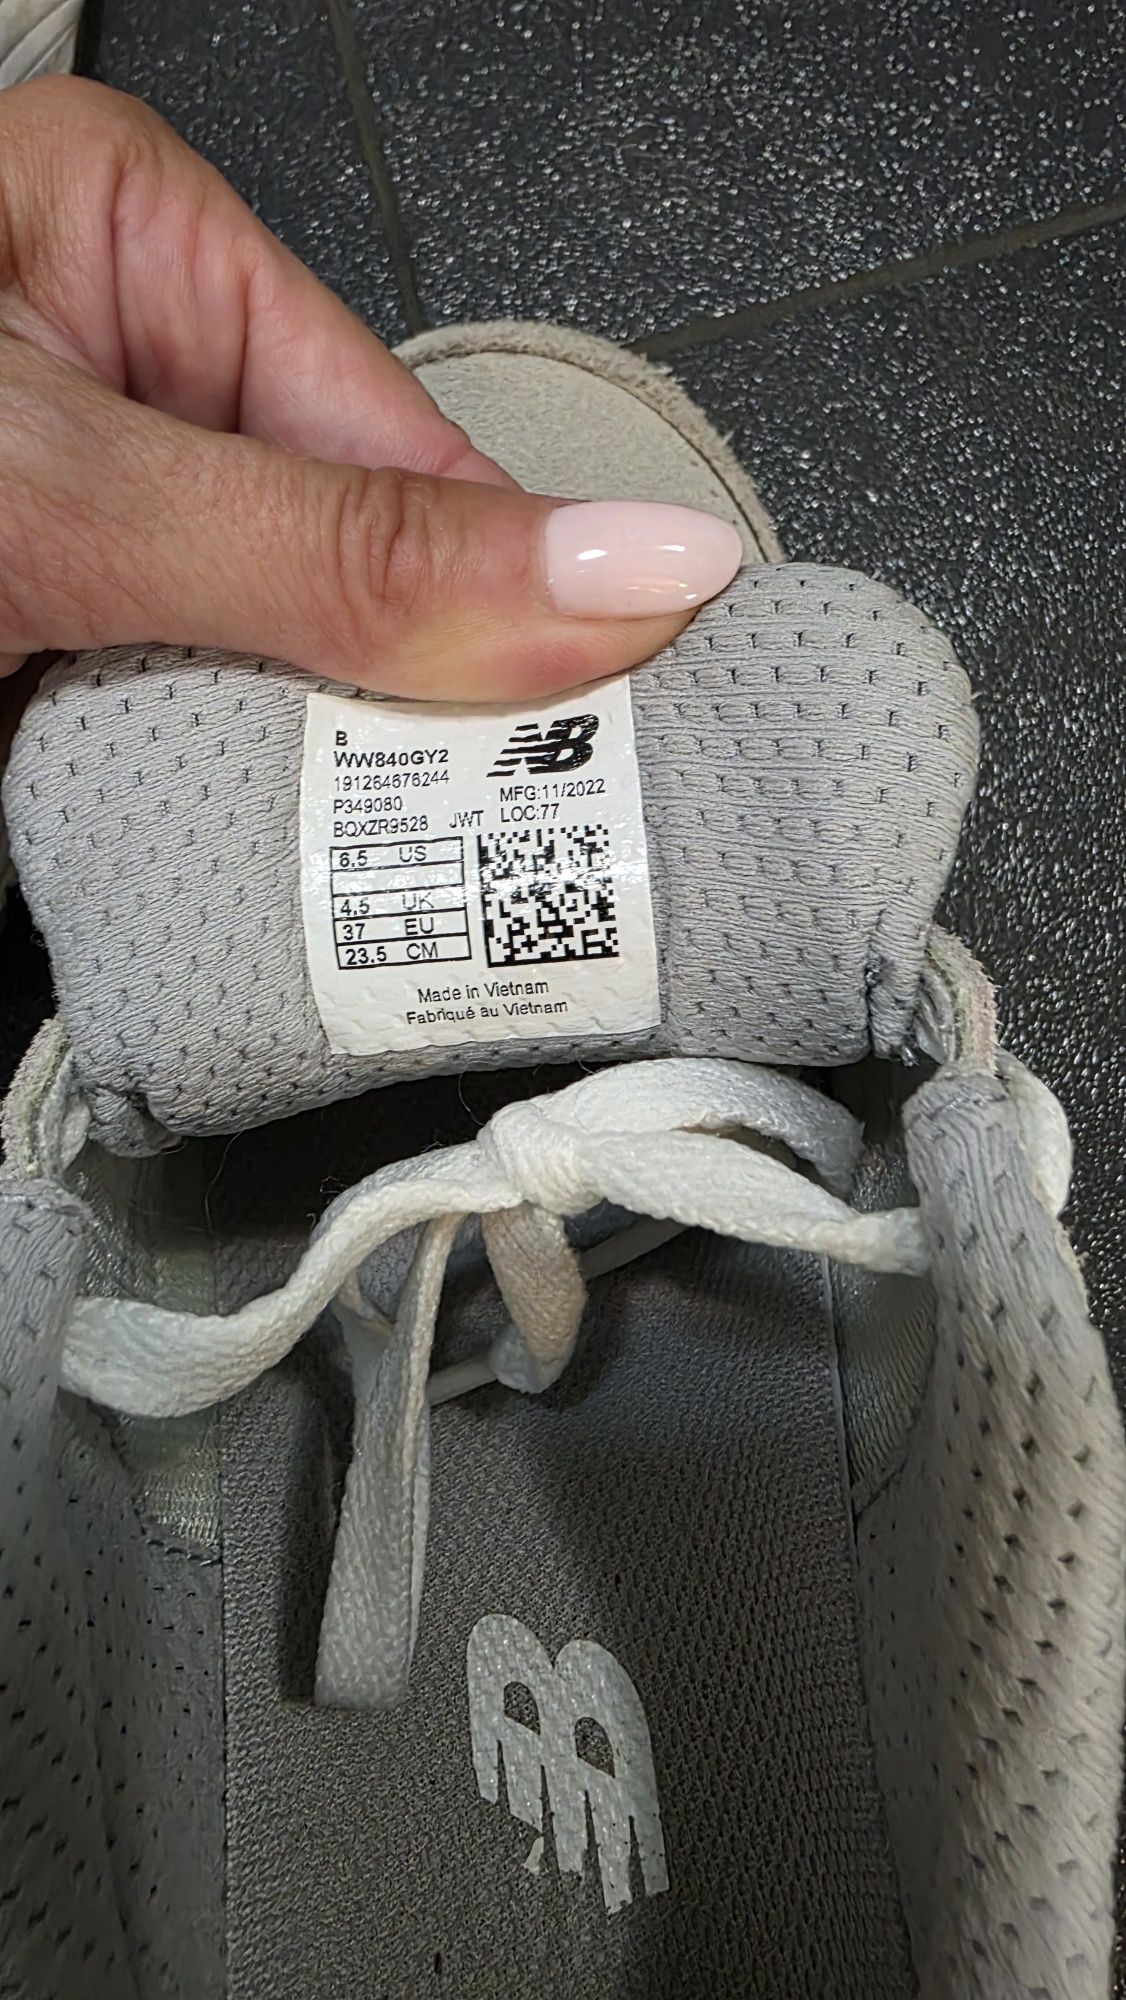 B
WW840GY2
191264676244
P349080
BQXZR9528 JWT
NB
MFG:11/2022
LOC:77
6.5 US
4.5 UK
37 EU
23.5 CM
Made in Vietnam
Fabriqué au Vietnam